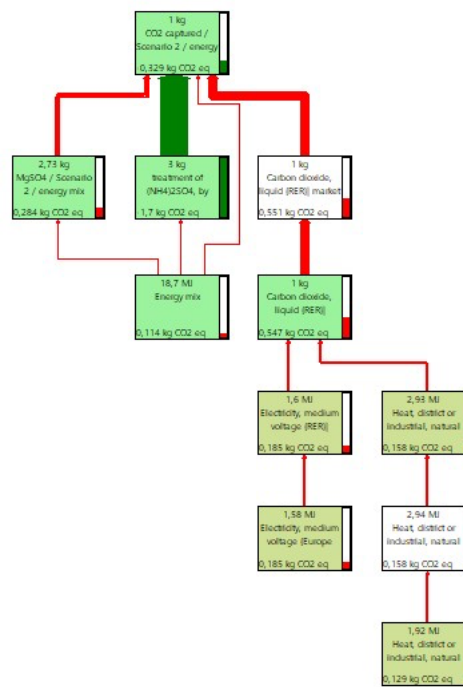 1 kg
CO2 captured /
Scenario 2 / energy
0,329 kg CO2 eq
2,73 kg
MgSO4 / Scenario
2 / energy mix
0,284 kg CO2 eq
3 kg
treatment of
(NH4)2SO4, by
1,7 kg CO2 eq
1 kg
Carbon dioxide,
liquid (RER)| market
0,551 kg CO2 eq
18,7 MJ
Energy mix
0,114 kg CO2 eq
1 kg
Carbon dioxide,
liquid (RER)|
0,547 kg CO2 eq
1,6 MJ
Electricity, medium
voltage (RER)|
0,185 kg CO2 eq
2,93 MJ
Heat, district or
industrial, natural
0,158 kg CO2 eq
1,58 MJ
Electricity, medium
voltage (Europe
0,185 kg CO2 eq
2,94 MJ
Heat, district or
industrial, natural
0,158 kg CO2 eq
1,92 MJ
Heat, district or
industrial, natural
0,129 kg CO2 eq